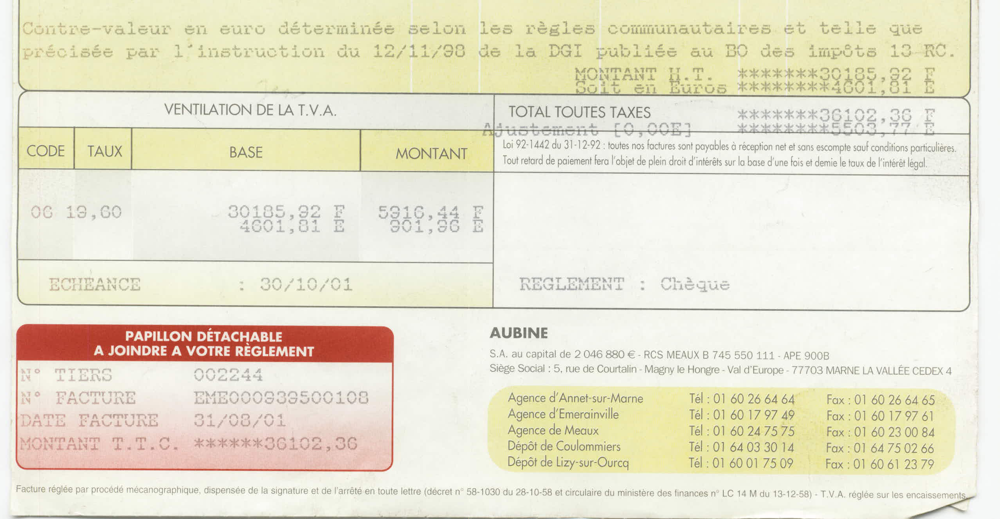 Contre-valeur en euro déterminée selon les règles communautaires et telle que
précisée par l'instruction du 12/11/98 de la DGI publiée au BO des impôts 13 RC.
MONTANT H.T. *******30185,92 F
Soit en Euros ********4601,81 E
VENTILATION DE LA T.V.A.
TOTAL TOUTES TAXES *******36102,36 F
Ajustement [0,00E] ********5503,77 E
CODE TAUX BASE MONTANT
Loi 92-1442 du 31-12-92 : toutes nos factures sont payables à réception net et sans escompte sauf conditions particulières.
Tout retard de paiement fera l'objet de plein droit d'intérêts sur la base d'une fois et demie le taux de l'intérêt légal.
06 19,60 30185,92 F 5916,44 F
4601,81 E 901,96 E
ECHEANCE : 30/10/01
REGLEMENT : Chèque
PAPILLON DÉTACHABLE
A JOINDRE A VOTRE RÈGLEMENT
N° TIERS 002244
N° FACTURE EME000939500108
DATE FACTURE 31/08/01
MONTANT T.T.C. ******36102,36
AUBINE
S.A. au capital de 2 046 880 € - RCS MEAUX B 745 550 111 - APE 900B
Siège Social : 5, rue de Courtalin - Magny le Hongre - Val d'Europe - 77703 MARNE LA VALLÉE CEDEX 4
Agence d'Annet-sur-Marne Tél : 01 60 26 64 64 Fax : 01 60 26 64 65
Agence d'Emerainville Tél : 01 60 17 97 49 Fax : 01 60 17 97 61
Agence de Meaux Tél : 01 60 24 75 75 Fax : 01 60 23 00 84
Dépôt de Coulommiers Tél : 01 64 03 30 14 Fax : 01 64 75 02 66
Dépôt de Lizy-sur-Ourcq Tél : 01 60 01 75 09 Fax : 01 60 61 23 79
Facture réglée par procédé mécanographique, dispensée de la signature et de l'arrêté en toute lettre (décret n° 58-1030 du 28-10-58 et circulaire du ministère des finances n° LC 14 M du 13-12-58) - T.V.A. réglée sur les encaissements.